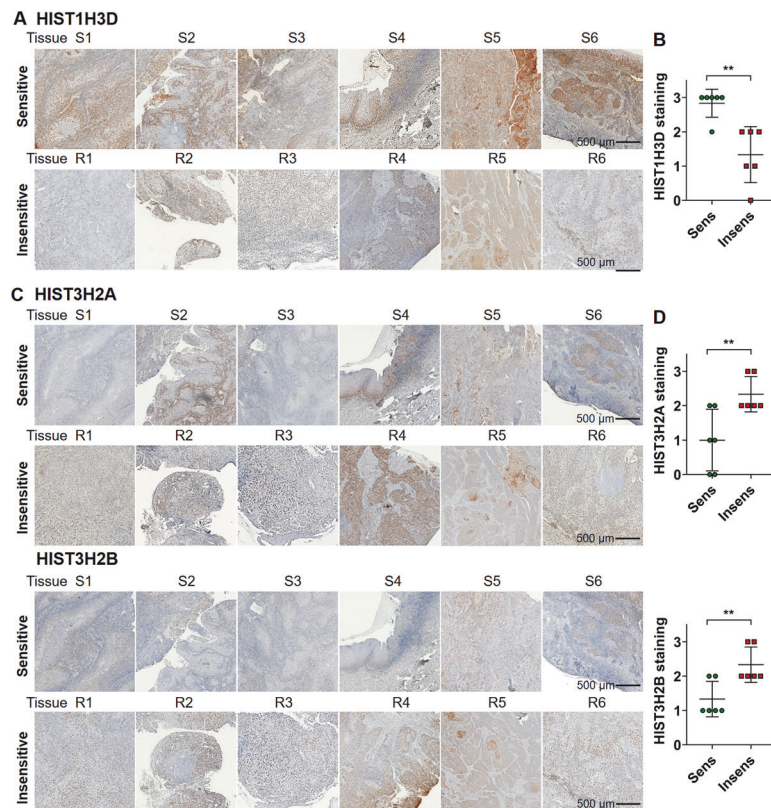 A HIST1H3D
Tissue S1 S2 S3 S4 S5 S6
Sensitive
500 µm
R1 R2 R3 R4 R5 R6
Insensitive
500 µm
B
**
HIST1H3D staining
3
2
1
0
Sens Insens
C HIST3H2A
Tissue S1 S2 S3 S4 S5 S6
Sensitive
500 µm
R1 R2 R3 R4 R5 R6
Insensitive
500 µm
D
**
HIST3H2A staining
3
2
1
0
Sens Insens
HIST3H2B
Tissue S1 S2 S3 S4 S5 S6
Sensitive
500 µm
R1 R2 R3 R4 R5 R6
Insensitive
500 µm
**
HIST3H2B staining
3
2
1
0
Sens Insens